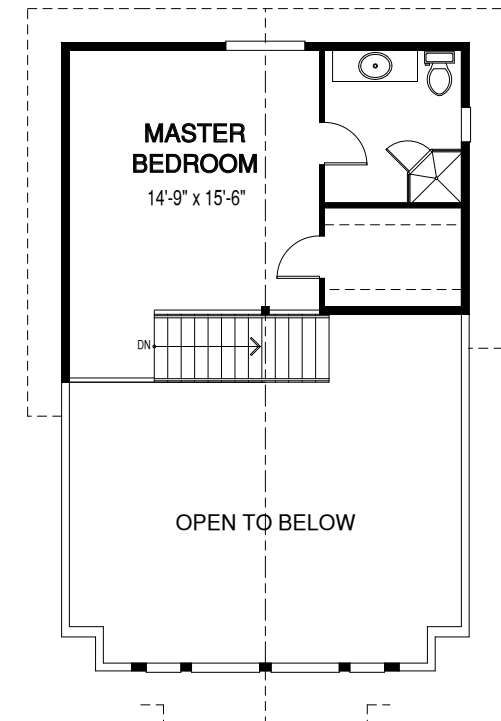 MASTER
BEDROOM
14'-9" x 15'-6"
DN
OPEN TO BELOW